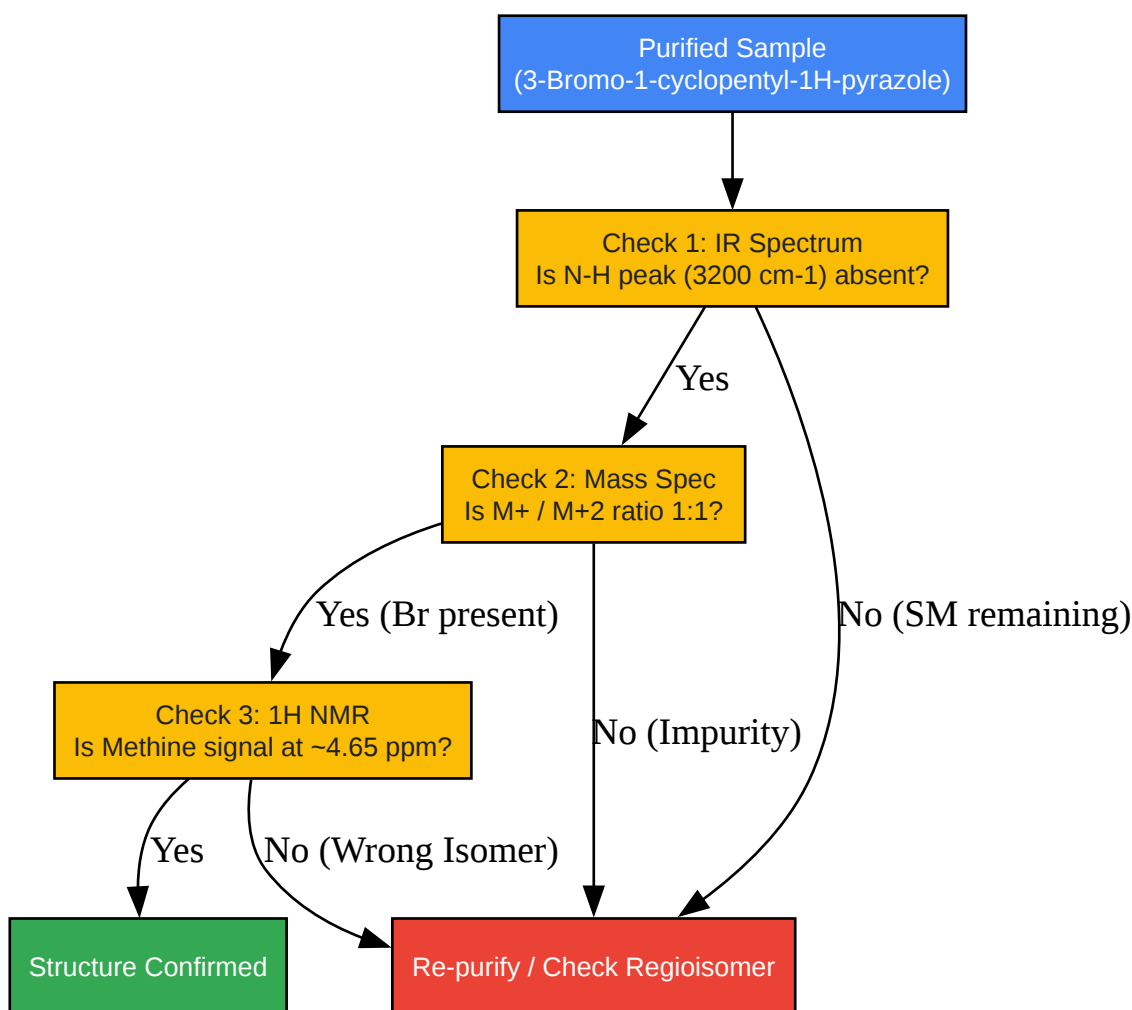 Purified Sample
(3-Bromo-1-cyclopentyl-1H-pyrazole)
Check 1: IR Spectrum
Is N-H peak (3200 cm-1) absent?
Yes
Check 2: Mass Spec
Is M+ / M+2 ratio 1:1?
Yes (Br present)
No (SM remaining)
Check 3: 1H NMR
Is Methine signal at ~4.65 ppm?
No (Impurity)
Yes
No (Wrong Isomer)
Structure Confirmed
Re-purify / Check Regioisomer